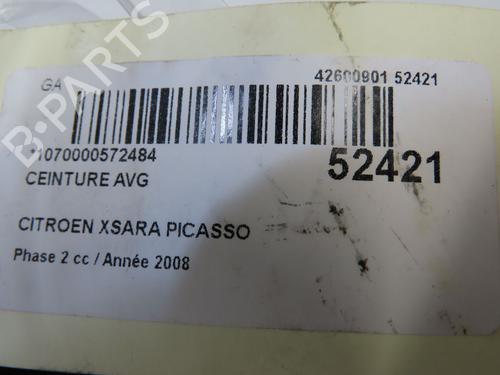 GA
42600901 52421
*1070000572484
52421
CEINTURE AVG
CITROEN XSARA PICASSO
Phase 2 cc / Année 2008
B-PARTS